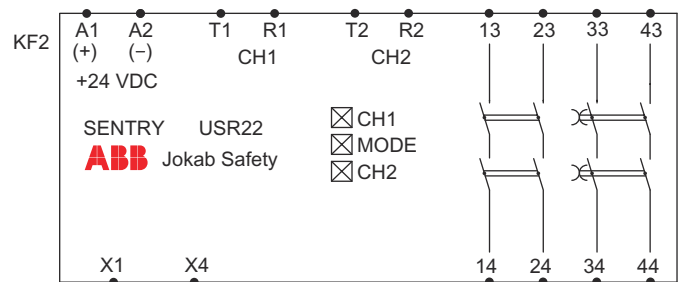 KF2
A1 A2 T1 R1 T2 R2 13 23 33 43
(+) (–) CH1 CH2
+24 VDC
SENTRY USR22 CH1
MODE
ABB Jokab Safety CH2
X1 X4 14 24 34 44